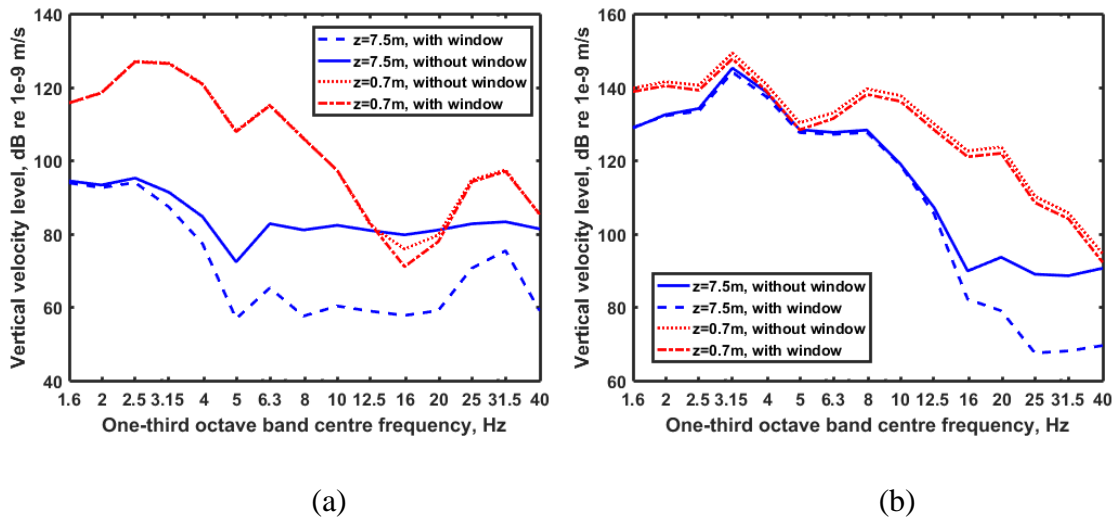 140
120
100
80
60
40
Vertical velocity level, dB re 1e-9 m/s
z=7.5m, with window
z=7.5m, without window
z=0.7m, without window
z=0.7m, with window
1.6 2 2.5 3.15 4 5 6.3 8 10 12.5 16 20 25 31.5 40
One-third octave band centre frequency, Hz
(a)
160
140
120
100
80
60
Vertical velocity level, dB re 1e-9 m/s
z=7.5m, without window
z=7.5m, with window
z=0.7m, without window
z=0.7m, with window
1.6 2 2.5 3.15 4 5 6.3 8 10 12.5 16 20 25 31.5 40
One-third octave band centre frequency, Hz
(b)